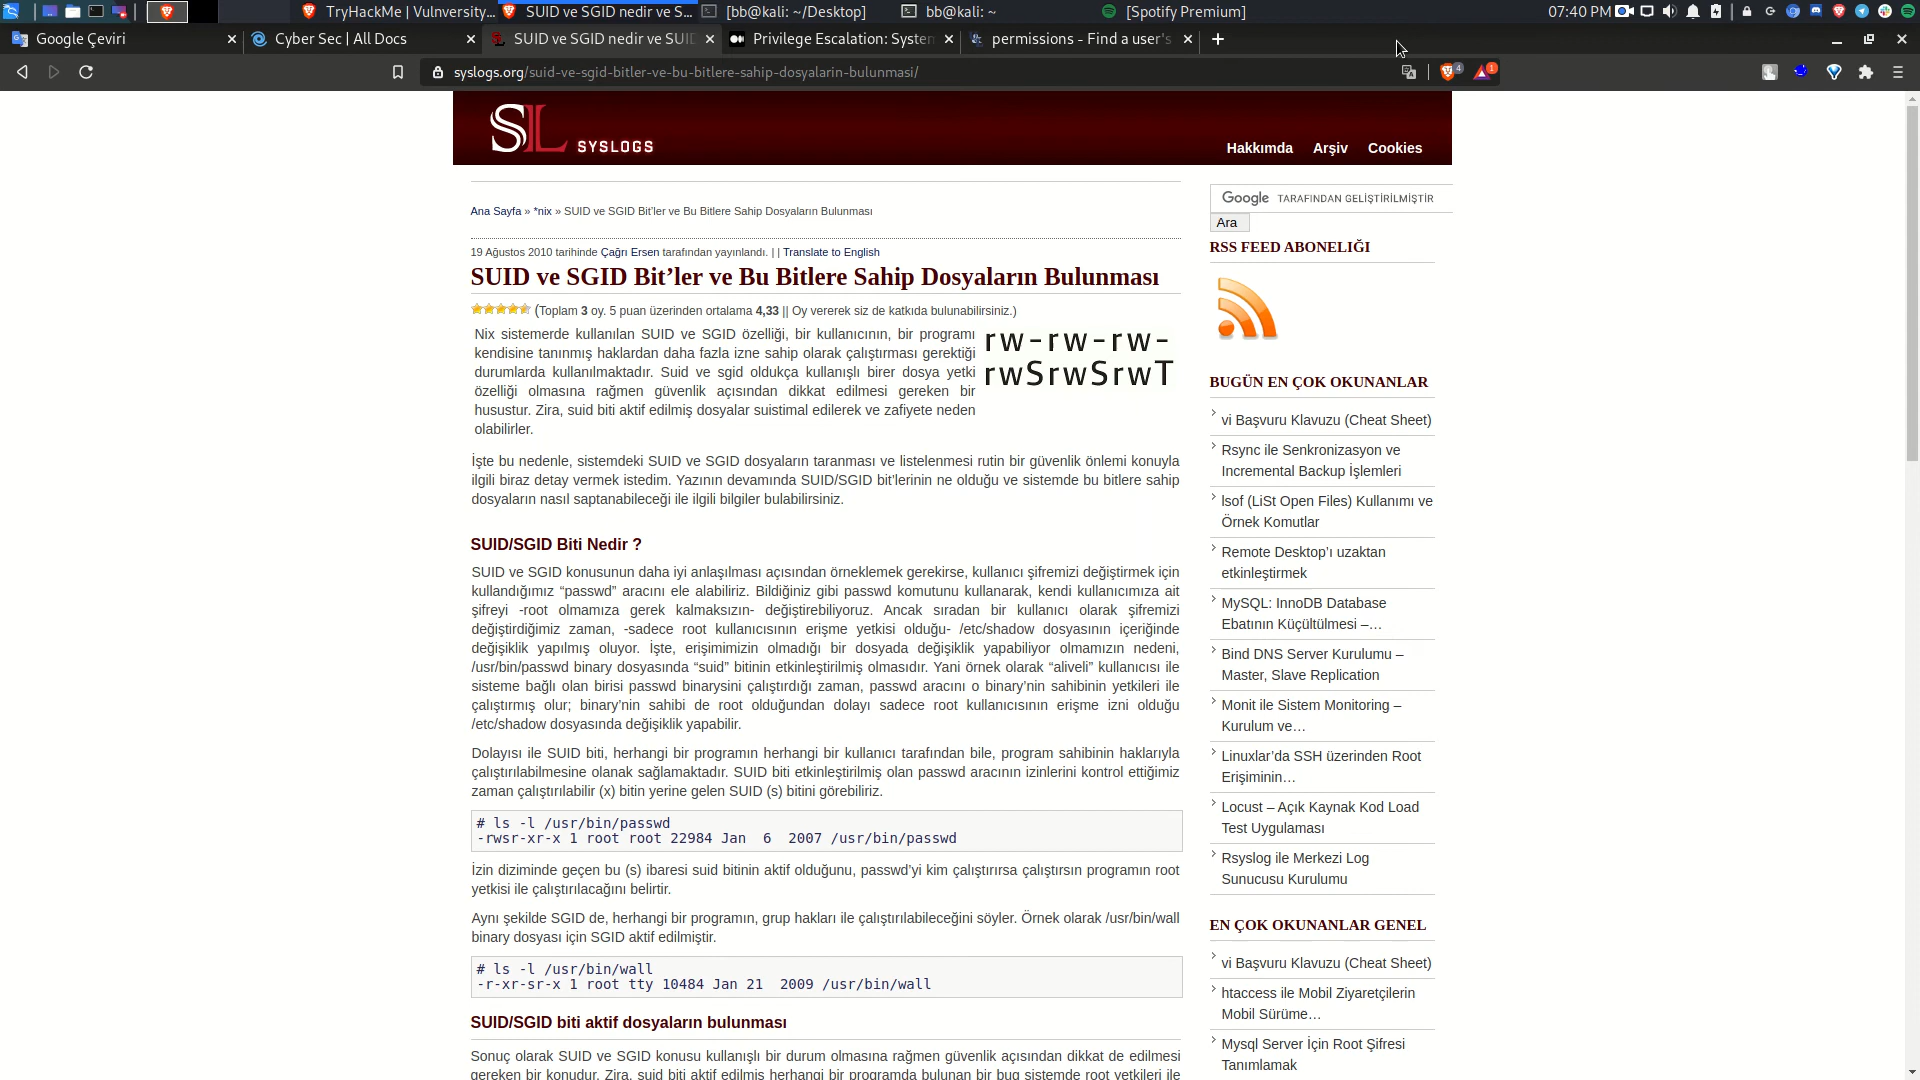 TryHackMe | Vulnversity...
SUID ve SGID nedir ve S...
[bb@kali: ~/Desktop]
bb@kali: ~
[Spotify Premium]
07:40 PM
Google Çeviri
Cyber Sec | All Docs
SUID ve SGID nedir ve SUID
Privilege Escalation: System
permissions - Find a user's
syslogs.org/suid-ve-sgid-bitler-ve-bu-bitlere-sahip-dosyalarin-bulunmasi/
4
1
SL SYSLOGS
Hakkımda Arşiv Cookies
Ana Sayfa » *nix » SUID ve SGID Bit’ler ve Bu Bitlere Sahip Dosyaların Bulunması
19 Ağustos 2010 tarihinde Çağrı Ersen tarafından yayınlandı. | | Translate to English
SUID ve SGID Bit’ler ve Bu Bitlere Sahip Dosyaların Bulunması
(Toplam 3 oy. 5 puan üzerinden ortalama 4,33 || Oy vererek siz de katkıda bulunabilirsiniz.)
Nix sistemerde kullanılan SUID ve SGID özelliği, bir kullanıcının, bir programı
kendisine tanınmış haklardan daha fazla izne sahip olarak çalıştırması gerektiği
durumlarda kullanılmaktadır. Suid ve sgid oldukça kullanışlı birer dosya yetki
özelliği olmasına rağmen güvenlik açısından dikkat edilmesi gereken bir
husustur. Zira, suid biti aktif edilmiş dosyalar suistimal edilerek ve zafiyete neden
olabilirler.
rw-rw-rw-
rwSrwSrwT
İşte bu nedenle, sistemdeki SUID ve SGID dosyaların taranması ve listelenmesi rutin bir güvenlik önlemi konuyla
ilgili biraz detay vermek istedim. Yazının devamında SUID/SGID bit’lerinin ne olduğu ve sistemde bu bitlere sahip
dosyaların nasıl saptanabileceği ile ilgili bilgiler bulabilirsiniz.
SUID/SGID Biti Nedir ?
SUID ve SGID konusunun daha iyi anlaşılması açısından örneklemek gerekirse, kullanıcı şifremizi değiştirmek için
kullandığımız “passwd” aracını ele alabiliriz. Bildiğiniz gibi passwd komutunu kullanarak, kendi kullanıcımıza ait
şifreyi -root olmamıza gerek kalmaksızın- değiştirebiliyoruz. Ancak sıradan bir kullanıcı olarak şifremizi
değiştirdiğimiz zaman, -sadece root kullanıcısının erişme yetkisi olduğu- /etc/shadow dosyasının içeriğinde
değişiklik yapılmış oluyor. İşte, erişimimizin olmadığı bir dosyada değişiklik yapabiliyor olmamızın nedeni,
/usr/bin/passwd binary dosyasında “suid” bitinin etkinleştirilmiş olmasıdır. Yani örnek olarak “aliveli” kullanıcısı ile
sisteme bağlı olan birisi passwd binarysini çalıştırdığı zaman, passwd aracını o binary’nin sahibinin yetkileri ile
çalıştırmış olur; binary’nin sahibi de root olduğundan dolayı sadece root kullanıcısının erişme izni olduğu
/etc/shadow dosyasında değişiklik yapabilir.
Dolayısı ile SUID biti, herhangi bir programın herhangi bir kullanıcı tarafından bile, program sahibinin haklarıyla
çalıştırılabilmesine olanak sağlamaktadır. SUID biti etkinleştirilmiş olan passwd aracının izinlerini kontrol ettiğimiz
zaman çalıştırılabilir (x) bitin yerine gelen SUID (s) bitini görebiliriz.
# ls -l /usr/bin/passwd
-rwsr-xr-x 1 root root 22984 Jan  6  2007 /usr/bin/passwd
İzin diziminde geçen bu (s) ibaresi suid bitinin aktif olduğunu, passwd’yi kim çalıştırırsa çalıştırsın programın root
yetkisi ile çalıştırılacağını belirtir.
Aynı şekilde SGID de, herhangi bir programın, grup hakları ile çalıştırılabileceğini söyler. Örnek olarak /usr/bin/wall
binary dosyası için SGID aktif edilmiştir.
# ls -l /usr/bin/wall
-r-xr-sr-x 1 root tty 10484 Jan 21  2009 /usr/bin/wall
SUID/SGID biti aktif dosyaların bulunması
Sonuç olarak SUID ve SGID konusu kullanışlı bir durum olmasına rağmen güvenlik açısından dikkat de edilmesi
gereken bir konudur. Zira, suid biti aktif edilmiş herhangi bir programda bulunan bir bug sistemde root yetkileri ile
Google TARAFINDAN GELİŞTİRİLMİŞTİR
Ara
RSS FEED ABONELİĞİ
BUGÜN EN ÇOK OKUNANLAR
vi Başvuru Klavuzu (Cheat Sheet)
Rsync ile Senkronizasyon ve
Incremental Backup İşlemleri
lsof (LiSt Open Files) Kullanımı ve
Örnek Komutlar
Remote Desktop’ı uzaktan
etkinleştirmek
MySQL: InnoDB Database
Ebatının Küçültülmesi –…
Bind DNS Server Kurulumu –
Master, Slave Replication
Monit ile Sistem Monitoring –
Kurulum ve…
Linuxlar’da SSH üzerinden Root
Erişiminin…
Locust – Açık Kaynak Kod Load
Test Uygulaması
Rsyslog ile Merkezi Log
Sunucusu Kurulumu
EN ÇOK OKUNANLAR GENEL
vi Başvuru Klavuzu (Cheat Sheet)
htaccess ile Mobil Ziyaretçilerin
Mobil Sürüme…
Mysql Server İçin Root Şifresi
Tanımlamak